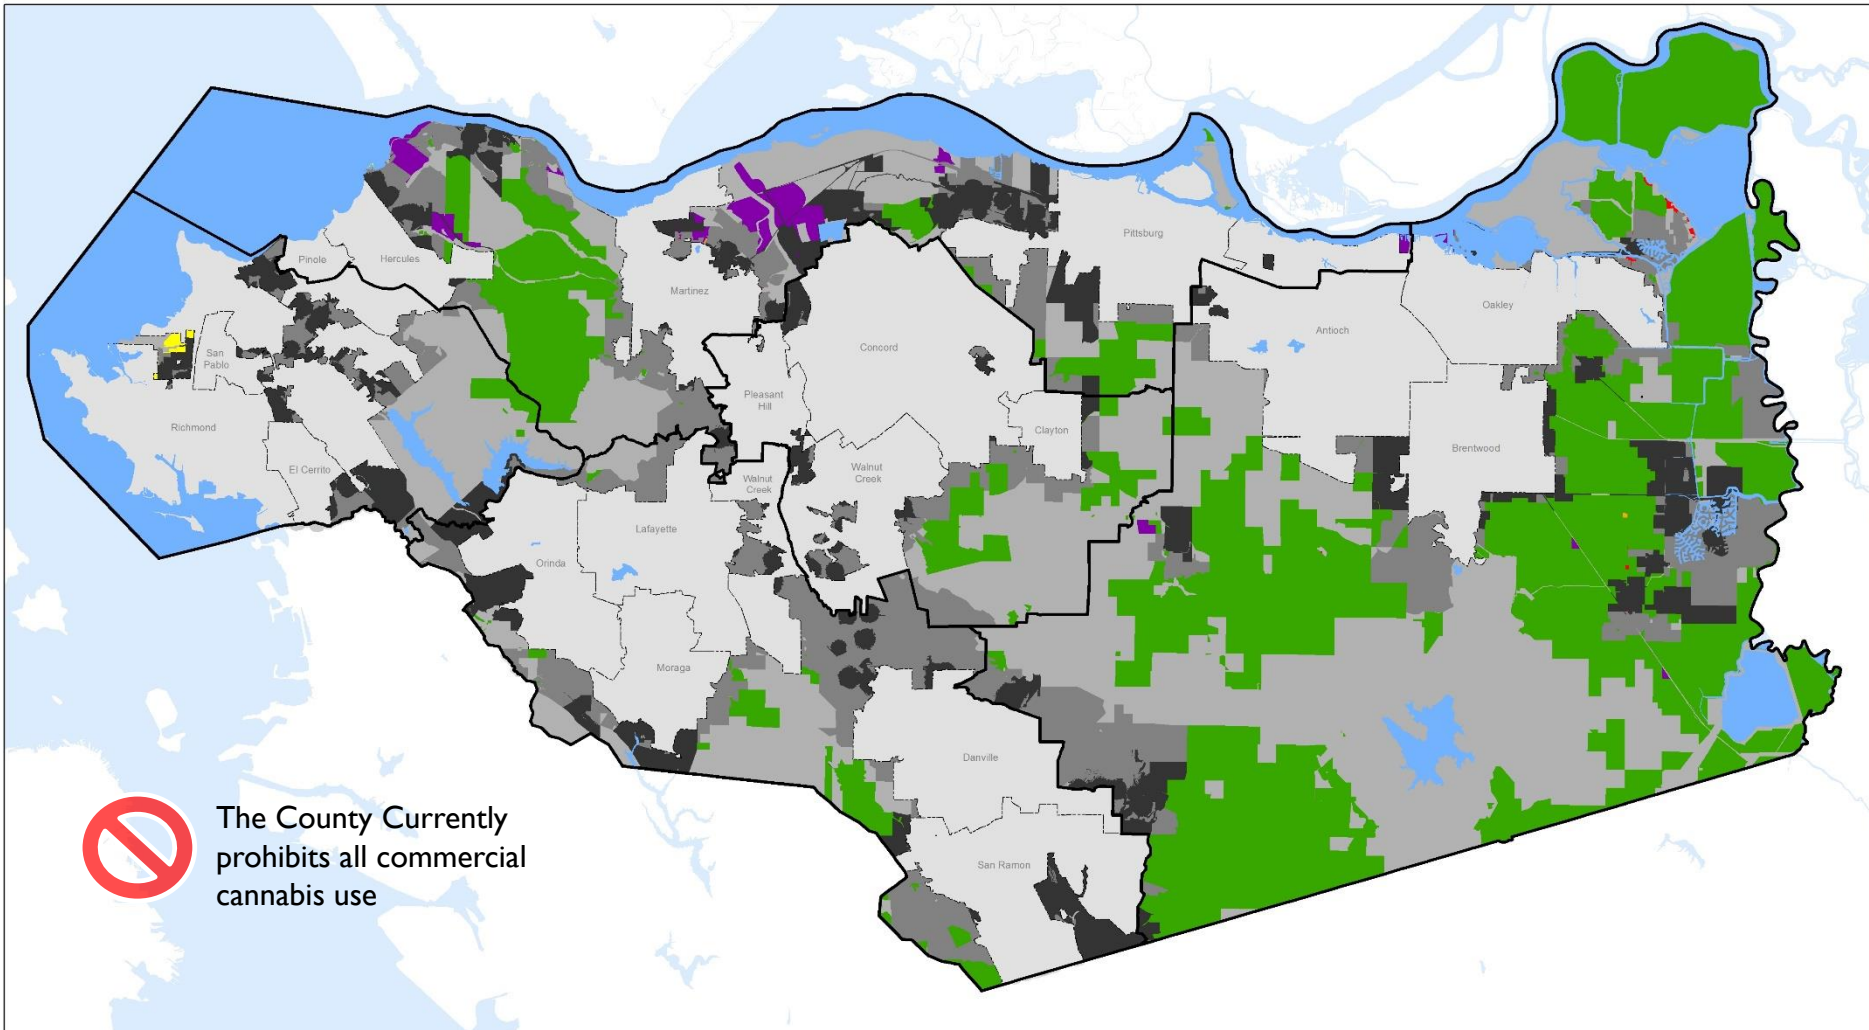 Pittsburg
Pinole
Hercules
Martinez
Oakley
Antioch
Concord
San
Pablo
Pleasant
Hill
Richmond
Clayton
Brentwood
El Cerrito
Walnut
Creek
Walnut
Creek
Lafayette
Orinda
Moraga
Danville
San Ramon
The County Currently
prohibits all commercial
cannabis use